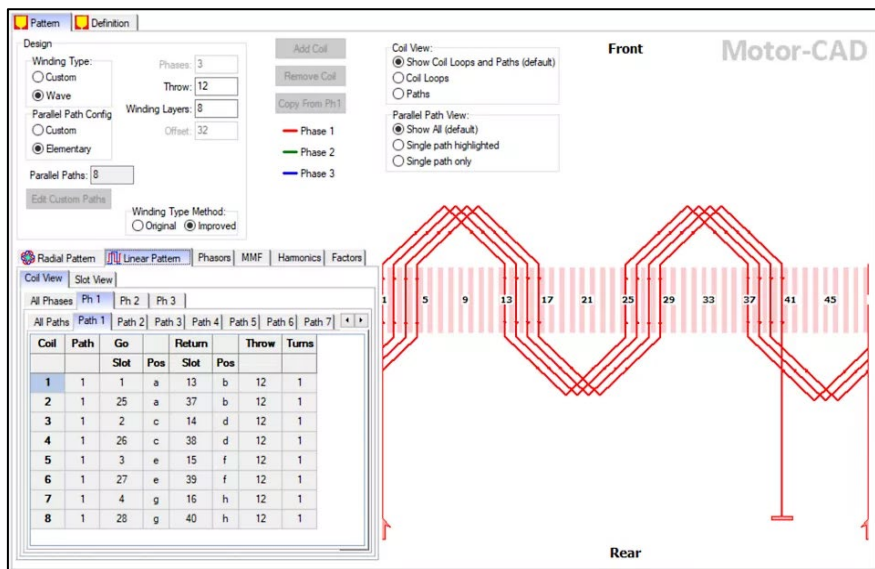 Pattern Definition
Design
Winding Type:
Custom
Wave
Parallel Path Config
Custom
Elementary
Parallel Paths: 8
Edit Custom Paths
Phases: 3
Throw: 12
Winding Layers: 8
Offset: 32
Winding Type Method:
Original Improved
Add Coil
Remove Coil
Copy From Ph1
Phase 1
Phase 2
Phase 3
Coil View:
Show Coil Loops and Paths (default)
Coil Loops
Paths
Parallel Path View:
Show All (default)
Single path highlighted
Single path only
Front
Motor-CAD
Radial Pattern Linear Pattern Phasors MMF Harmonics Factors
Coil View Slot View
All Phases Ph 1 Ph 2 Ph 3
All Paths Path 1 Path 2 Path 3 Path 4 Path 5 Path 6 Path 7
Coil Path Go Return Throw Turns
Slot Pos Slot Pos
1 1 1 a 13 b 12 1
2 1 25 a 37 b 12 1
3 1 2 c 14 d 12 1
4 1 26 c 38 d 12 1
5 1 3 e 15 f 12 1
6 1 27 e 39 f 12 1
7 1 4 g 16 h 12 1
8 1 28 g 40 h 12 1
1 5 9 13 17 21 25 29 33 37 41 45
Rear